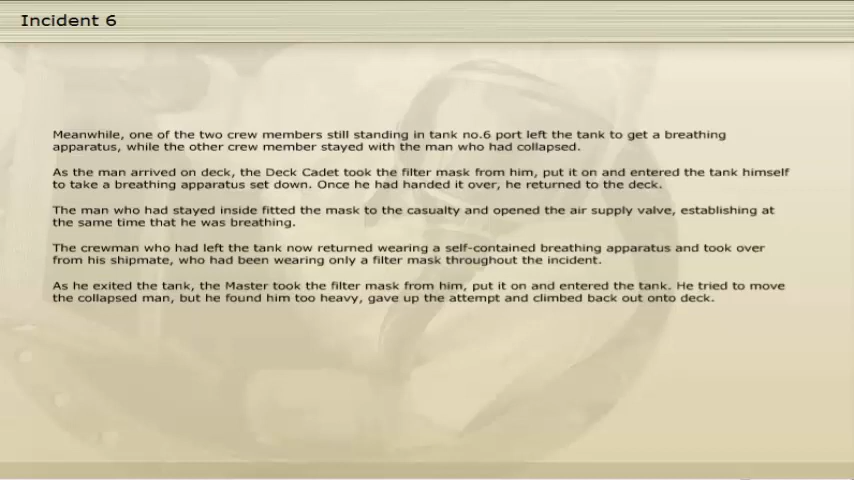 Incident 6
Meanwhile, one of the two crew members still standing in tank no.6 port left the tank to get a breathing
apparatus, while the other crew member stayed with the man who had collapsed.
As the man arrived on deck, the Deck Cadet took the filter mask from him, put it on and entered the tank himself
to take a breathing apparatus set down. Once he had handed it over, he returned to the deck.
The man who had stayed inside fitted the mask to the casualty and opened the air supply valve, establishing at
the same time that he was breathing.
The crewman who had left the tank now returned wearing a self-contained breathing apparatus and took over
from his shipmate, who had been wearing only a filter mask throughout the incident.
As he exited the tank, the Master took the filter mask from him, put it on and entered the tank. He tried to move
the collapsed man, but he found him too heavy, gave up the attempt and climbed back out onto deck.